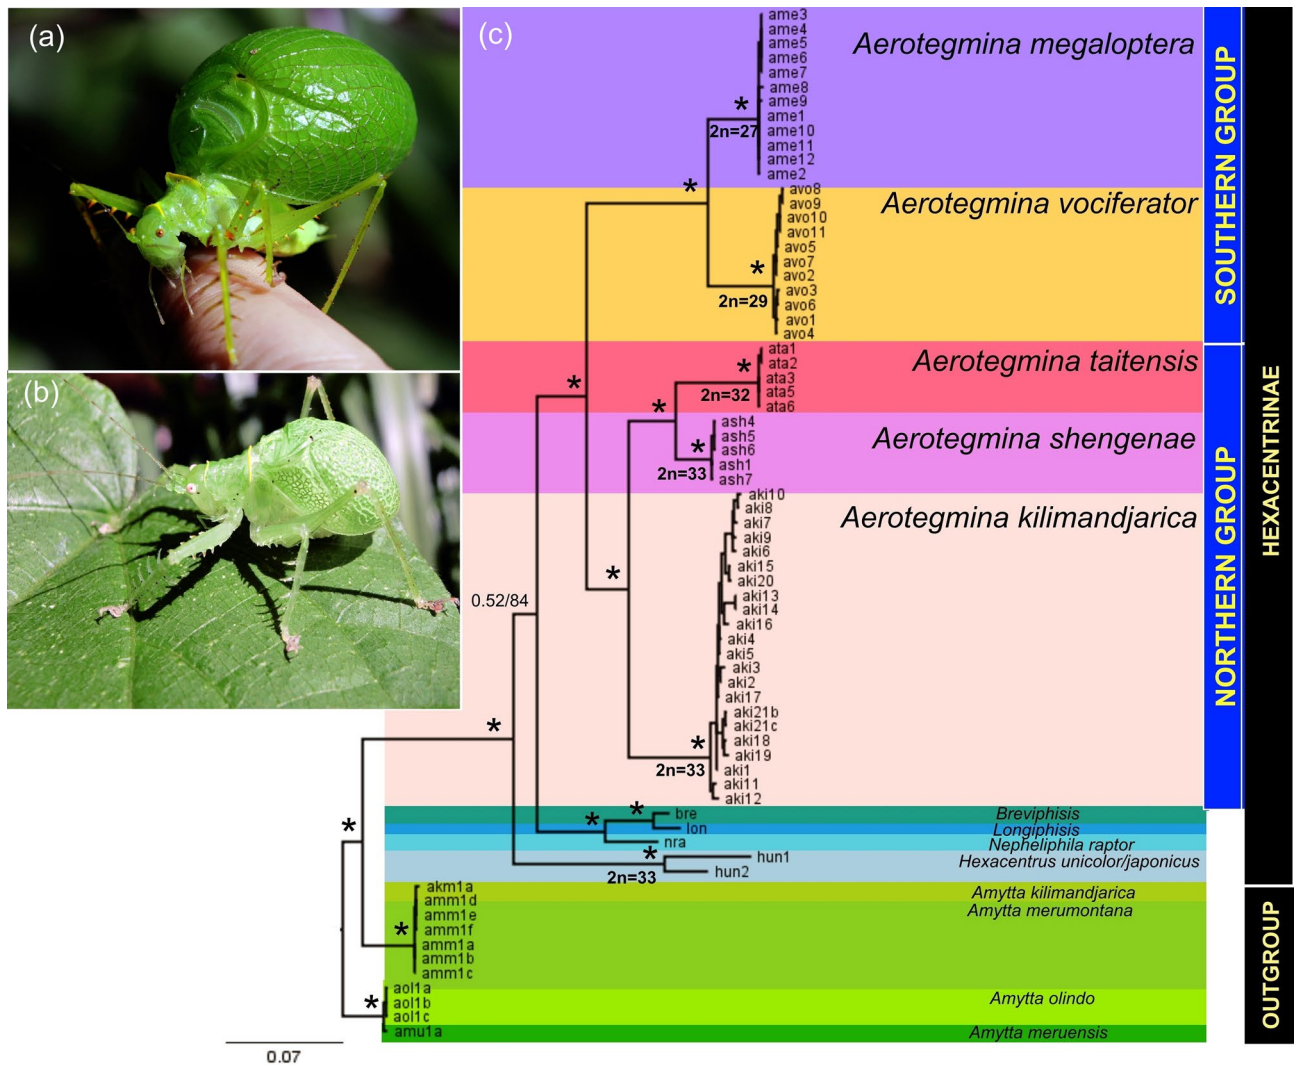 (a)
(b)
(c)
ame3
ame4
ame5
ame6
ame7
ame8
ame9
ame1
ame10
ame11
ame12
ame2
*
2n=27
Aerotegmina megaloptera
*
avo8
avo9
avo10
avo11
avo5
avo7
avo2
avo3
avo6
avo1
avo4
*
2n=29
Aerotegmina vociferator
SOUTHERN GROUP
*
ata1
ata2
ata3
ata5
ata6
*
2n=32
Aerotegmina taitensis
*
ash4
ash5
ash6
ash1
ash7
*
2n=33
Aerotegmina shengenae
aki10
aki8
aki7
aki9
aki6
aki15
aki20
aki13
aki14
aki16
aki4
aki5
aki3
aki2
aki17
aki21b
aki21c
aki18
aki19
aki1
aki11
aki12
*
*
2n=33
Aerotegmina kilimandjarica
NORTHERN GROUP
HEXACENTRINAE
0.52/84
*
*
*
bre
lon
nra
Breviphisis
Longiphisis
Nepheliphila raptor
*
hun1
hun2
2n=33
Hexacentrus unicolor/japonicus
*
akm1a
amm1d
amm1e
amm1f
amm1a
amm1b
amm1c
*
Amytta kilimandjarica
Amytta merumontana
aol1a
aol1b
aol1c
amu1a
*
Amytta olindo
Amytta meruensis
OUTGROUP
0.07